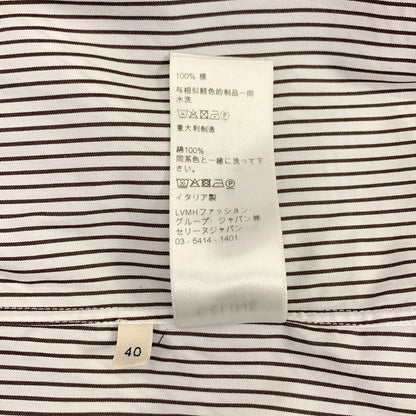 100% 棉
与相似颜色的制品一同
水洗
意大利制造
綿100%
同系色と一緒に洗って下
さい。
イタリア製
LVMHファッション・
グループ・ジャパン㈱
セリーヌジャパン
03 - 5414 - 1401
40